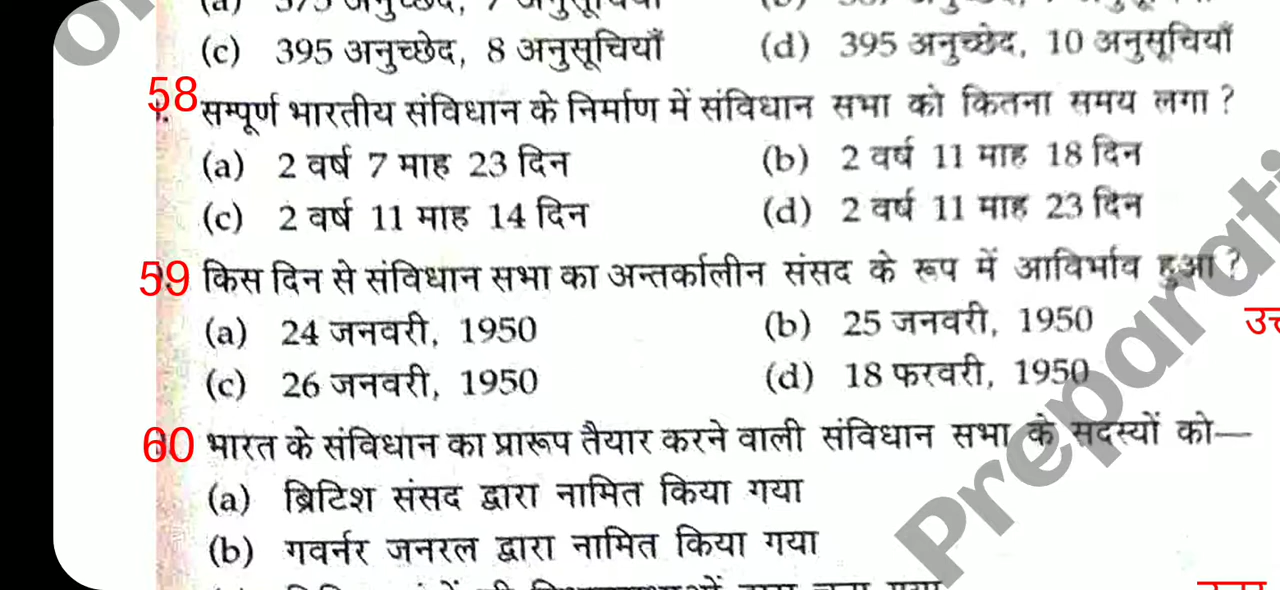 (c) 395 अनुच्छेद, 8 अनुसूचियाँ (d) 395 अनुच्छेद, 10 अनुसूचियाँ
58 सम्पूर्ण भारतीय संविधान के निर्माण में संविधान सभा को कितना समय लगा ?
(a) 2 वर्ष 7 माह 23 दिन (b) 2 वर्ष 11 माह 18 दिन
(c) 2 वर्ष 11 माह 14 दिन (d) 2 वर्ष 11 माह 23 दिन
59 किस दिन से संविधान सभा का अन्तर्कालीन संसद के रूप में आविर्भाव हुआ ?
(a) 24 जनवरी, 1950 (b) 25 जनवरी, 1950
(c) 26 जनवरी, 1950 (d) 18 फरवरी, 1950
60 भारत के संविधान का प्रारूप तैयार करने वाली संविधान सभा के सदस्यों को—
(a) ब्रिटिश संसद द्वारा नामित किया गया
(b) गवर्नर जनरल द्वारा नामित किया गया
Preparati